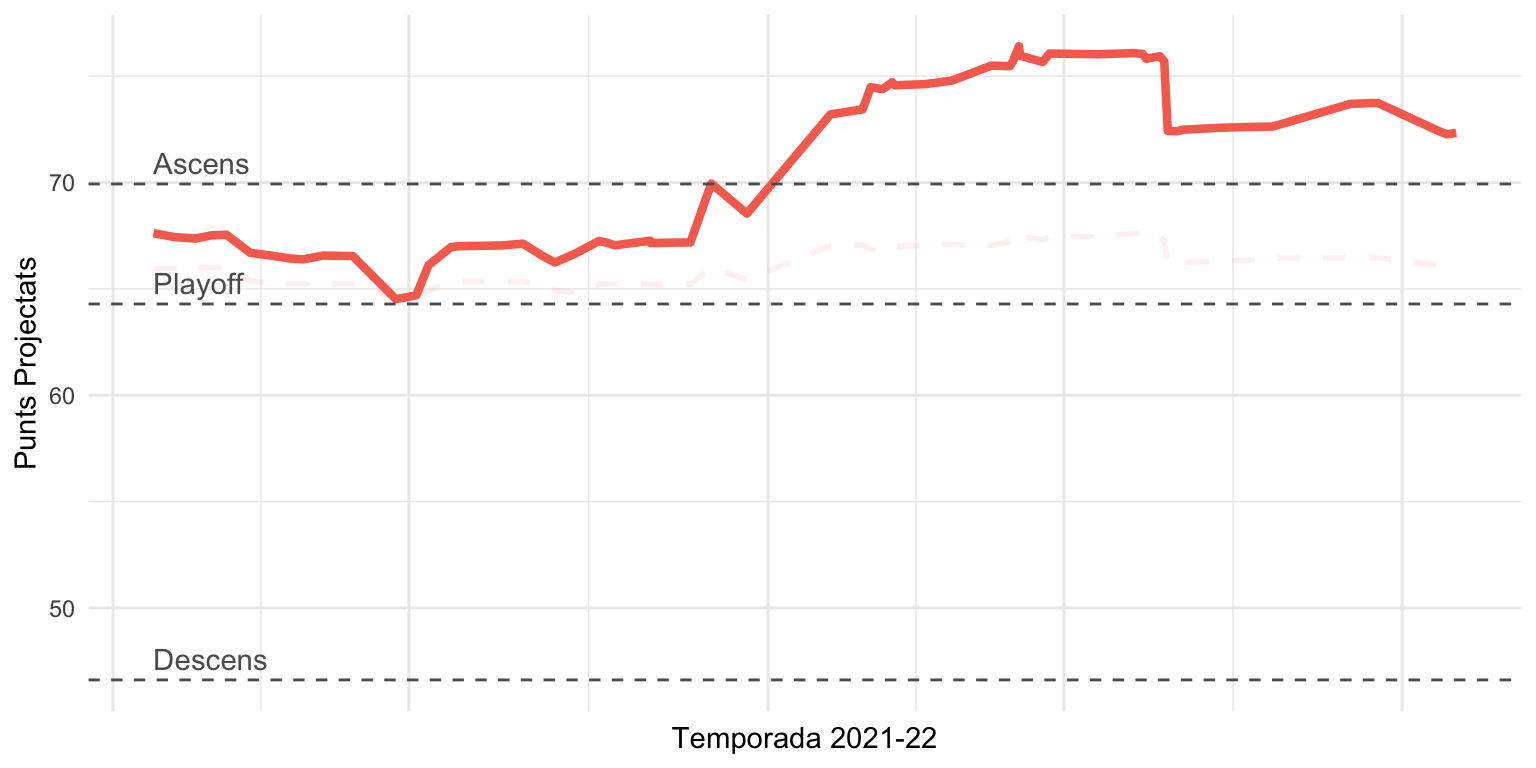 Ascens
70
Playoff
60
50
Descens
Punts Projectats
Temporada 2021-22